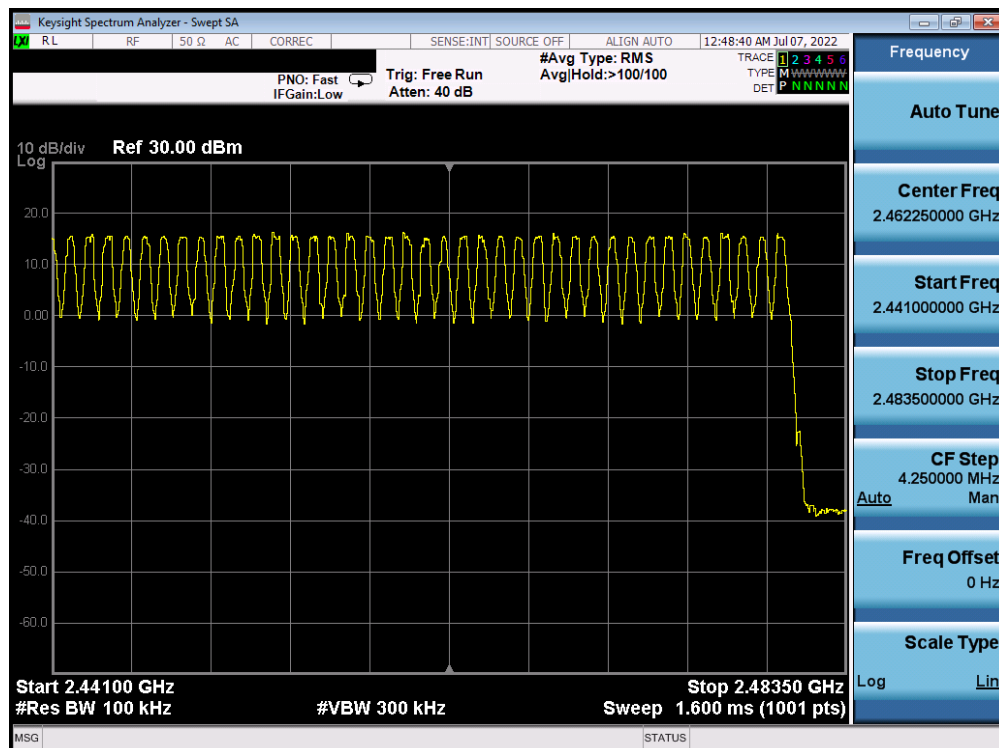 Keysight Spectrum Analyzer - Swept SA
LXI RL RF 50 Ω AC CORREC SENSE:INT SOURCE OFF ALIGN AUTO 12:48:40 AM Jul 07, 2022
PNO: Fast
IFGain:Low
Trig: Free Run
Atten: 40 dB
#Avg Type: RMS
Avg|Hold:>100/100
TRACE 1 2 3 4 5 6
TYPE M WWWWW
DET P N N N N N
10 dB/div
Log
Ref 30.00 dBm
20.0
10.0
0.00
-10.0
-20.0
-30.0
-40.0
-50.0
-60.0
Start 2.44100 GHz
Stop 2.48350 GHz
#Res BW 100 kHz
#VBW 300 kHz
Sweep 1.600 ms (1001 pts)
MSG
STATUS
Frequency
Auto Tune
Center Freq
2.462250000 GHz
Start Freq
2.441000000 GHz
Stop Freq
2.483500000 GHz
CF Step
4.250000 MHz
Auto Man
Freq Offset
0 Hz
Scale Type
Log Lin